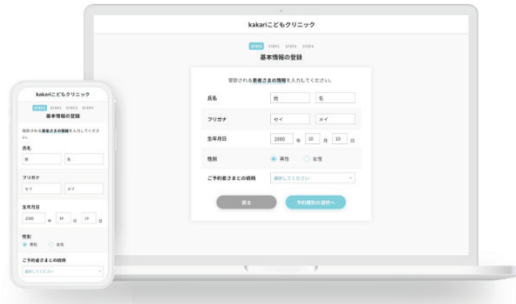 kakariこどもクリニック
STEP1 STEP2 STEP3 STEP4
基本情報の登録
受診される患者さまの情報を入力してください。
氏名 姓 名
フリガナ セイ メイ
生年月日 2000 年 10 月 10 日
性別 男性 女性
ご予約者さまとの続柄 選択してください
戻る 予約種別の選択へ
kakariこどもクリニック
STEP1 STEP2 STEP3 STEP4
基本情報の登録
受診される患者さまの情報を入力してくださ
い。
氏名
姓 名
フリガナ
セイ メイ
生年月日
2000 年 10 月 10 日
性別
男性 女性
ご予約者さまとの続柄
選択してください